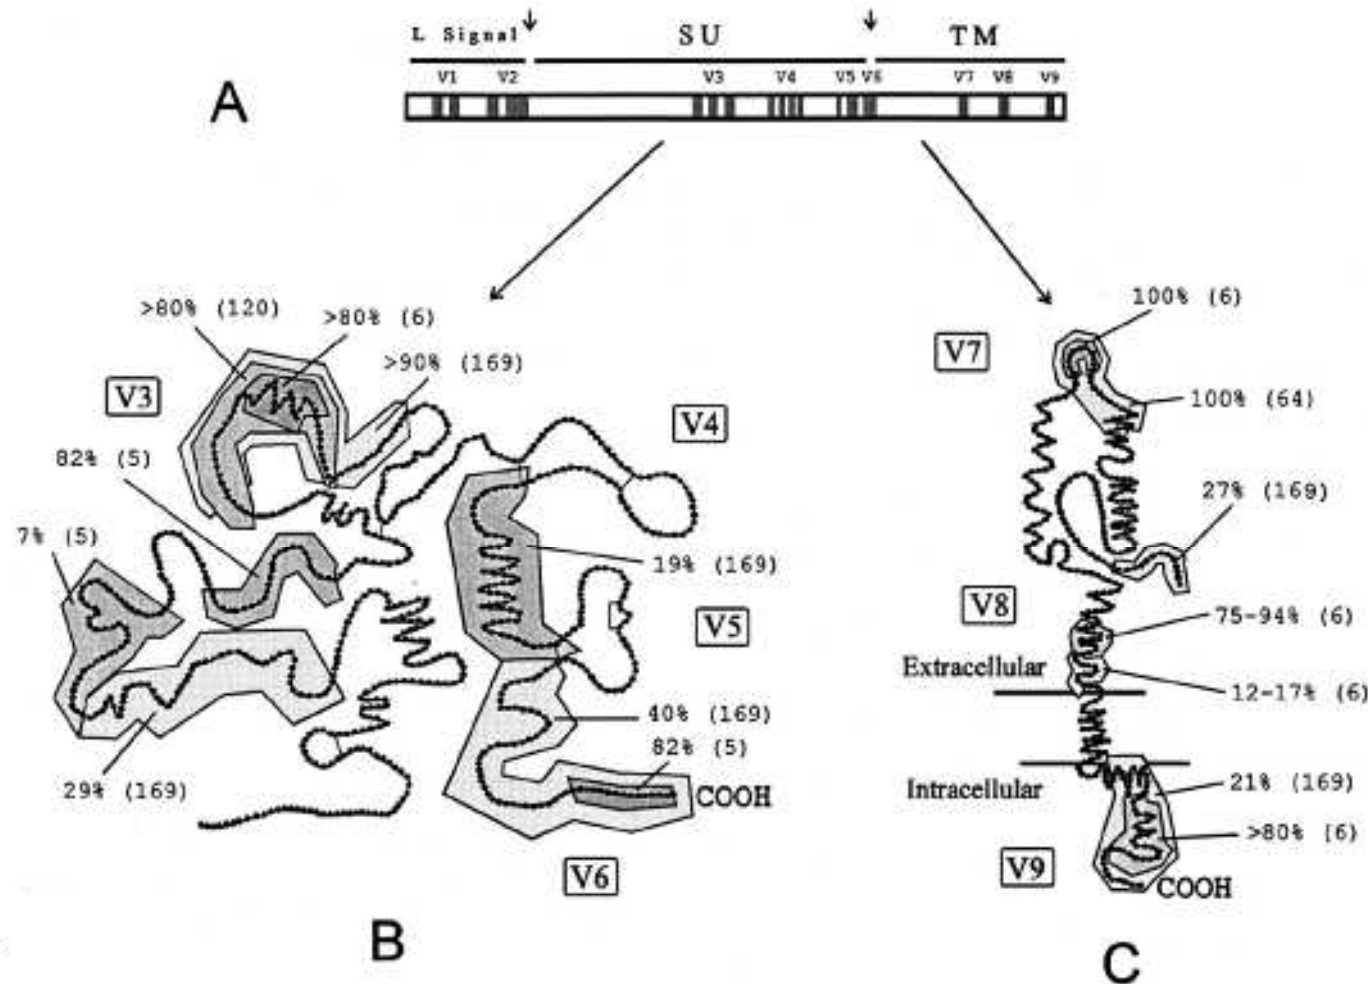 L Signal SU TM
V1 V2 V3 V4 V5 V6 V7 V8 V9
A
>80% (120)
>80% (6)
>90% (169)
V3
V4
82% (5)
7% (5)
19% (169)
V5
40% (169)
82% (5)
29% (169)
COOH
V6
B
100% (6)
V7
100% (64)
27% (169)
V8
75-94% (6)
Extracellular
12-17% (6)
Intracellular
21% (169)
>80% (6)
V9
COOH
C